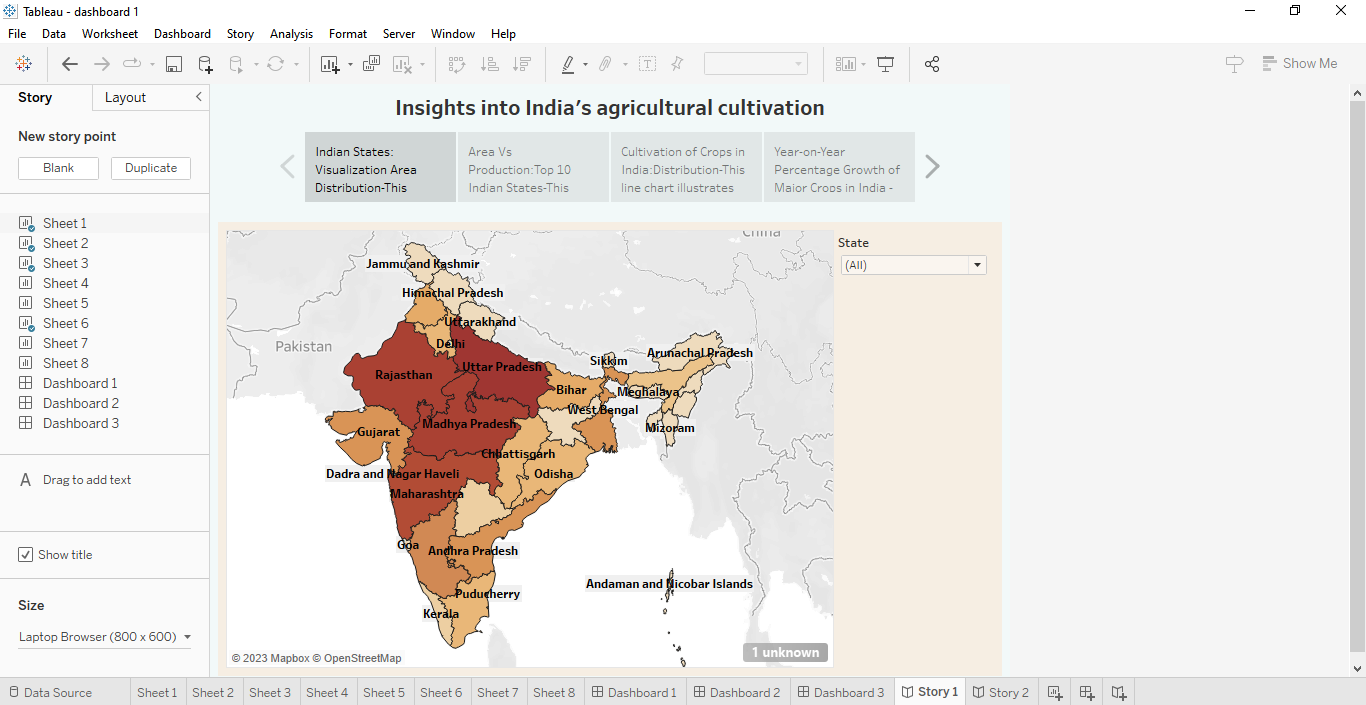 Tableau - dashboard 1
File Data Worksheet Dashboard Story Analysis Format Server Window Help
Show Me
Story Layout
New story point
Blank Duplicate
Sheet 1
Sheet 2
Sheet 3
Sheet 4
Sheet 5
Sheet 6
Sheet 7
Sheet 8
Dashboard 1
Dashboard 2
Dashboard 3
A Drag to add text
Show title
Size
Laptop Browser (800 x 600)
Insights into India's agricultural cultivation
Indian States:
Visualization Area
Distribution-This
Area Vs
Production:Top 10
Indian States-This
Cultivation of Crops in
India:Distribution-This
line chart illustrates
Year-on-Year
Percentage Growth of
Major Crops in India -
China
State
(All)
Jammu and Kashmir
Himachal Pradesh
Uttarakhand
Pakistan
Delhi
Arunachal Pradesh
Sikkim
Uttar Pradesh
Rajasthan
Bihar
Meghalaya
West Bengal
Madhya Pradesh
Mizoram
Gujarat
Chhattisgarh
Dadra and Nagar Haveli
Odisha
Maharashtra
Goa
Andhra Pradesh
Andaman and Nicobar Islands
Puducherry
Kerala
1 unknown
© 2023 Mapbox © OpenStreetMap
Data Source Sheet 1 Sheet 2 Sheet 3 Sheet 4 Sheet 5 Sheet 6 Sheet 7 Sheet 8 Dashboard 1 Dashboard 2 Dashboard 3 Story 1 Story 2